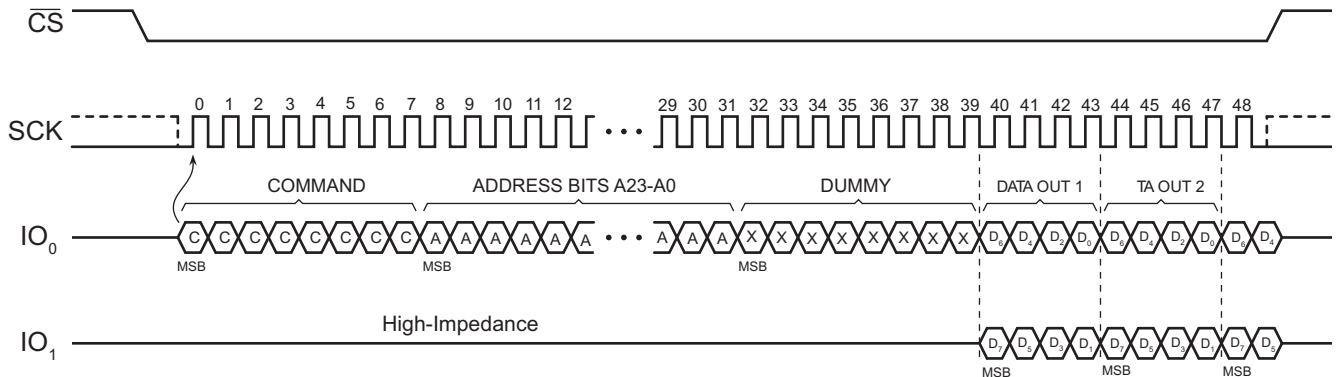 CS
0 1 2 3 4 5 6 7 8 9 10 11 12 29 30 31 32 33 34 35 36 37 38 39 40 41 42 43 44 45 46 47 48
SCK
COMMAND ADDRESS BITS A23-A0 DUMMY DATA OUT 1 TA OUT 2
IO0 C C C C C C C C A A A A A A A A A X X X X X X X X D6 D4 D2 D0 D6 D4 D2 D0 D6 D4
MSB MSB MSB
High-Impedance
IO1 D7 D5 D3 D1 D7 D5 D3 D1 D7 D5
MSB MSB MSB